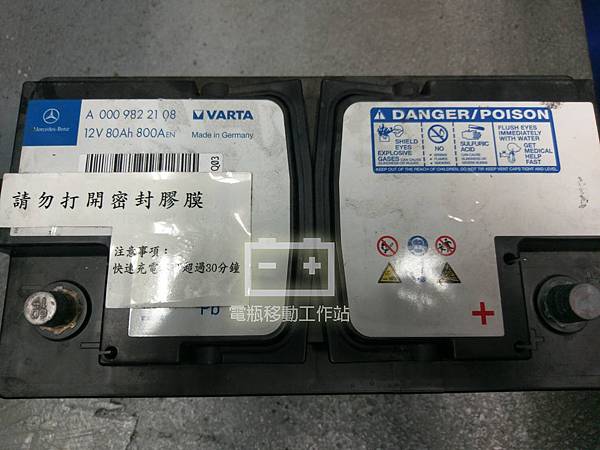 Mercedes-Benz
A 000 982 21 08
12V 80Ah 800A EN
VARTA
Made in Germany
Q03
請勿打開密封膠膜
注意事項：
快速充電
超過30分鐘
Pb
電瓶移動工作站
DANGER/POISON
SHIELD
EYES
EXPLOSIVE
GASES
NO
SULFURIC
ACID
FLUSH EYES
IMMEDIATELY
WITH WATER
GET
MEDICAL
HELP
FAST
KEEP OUT OF THE REACH OF CHILDREN. DO NOT TIP. KEEP VENT CAPS TIGHT AND LEVEL.
+